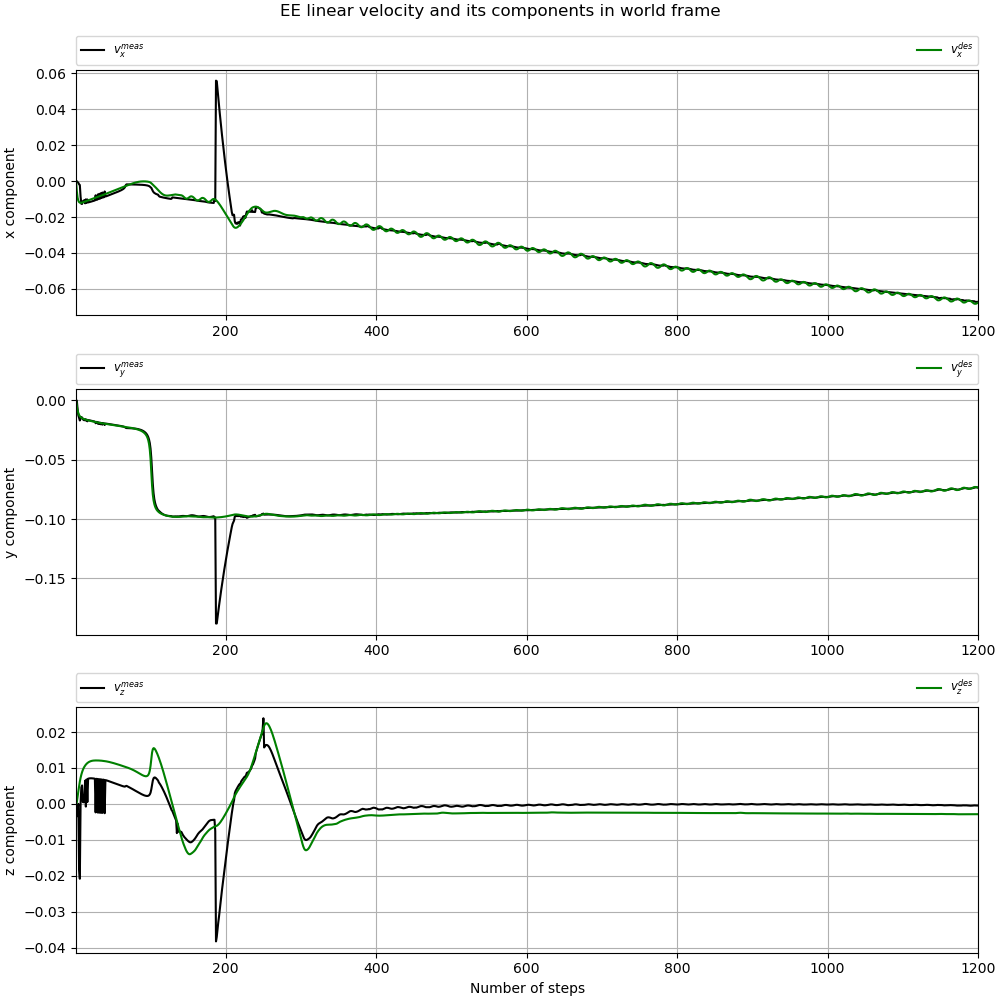 EE linear velocity and its components in world frame
v_x^meas v_x^des
0.06
0.04
0.02
0.00
−0.02
−0.04
−0.06
x component
200 400 600 800 1000 1200
v_y^meas v_y^des
0.00
−0.05
−0.10
−0.15
y component
200 400 600 800 1000 1200
v_z^meas v_z^des
0.02
0.01
0.00
−0.01
−0.02
−0.03
−0.04
z component
200 400 600 800 1000 1200
Number of steps